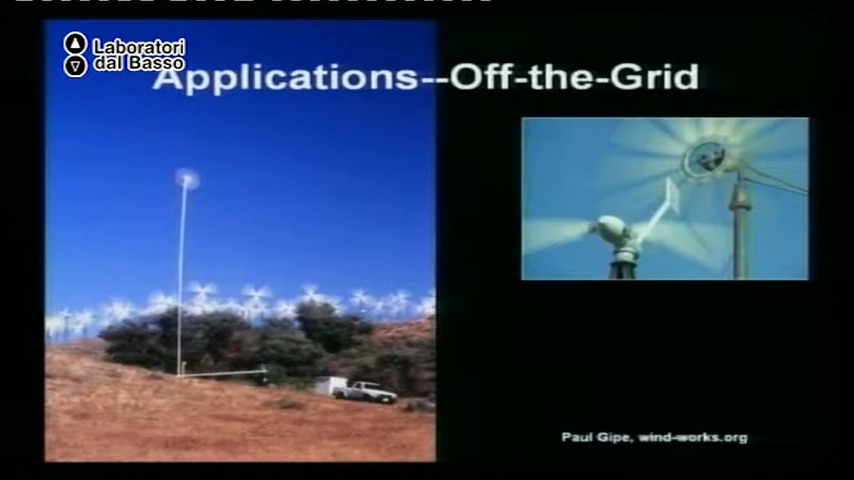 Laboratori
dal Basso
Applications--Off-the-Grid
Paul Gipe, wind-works.org